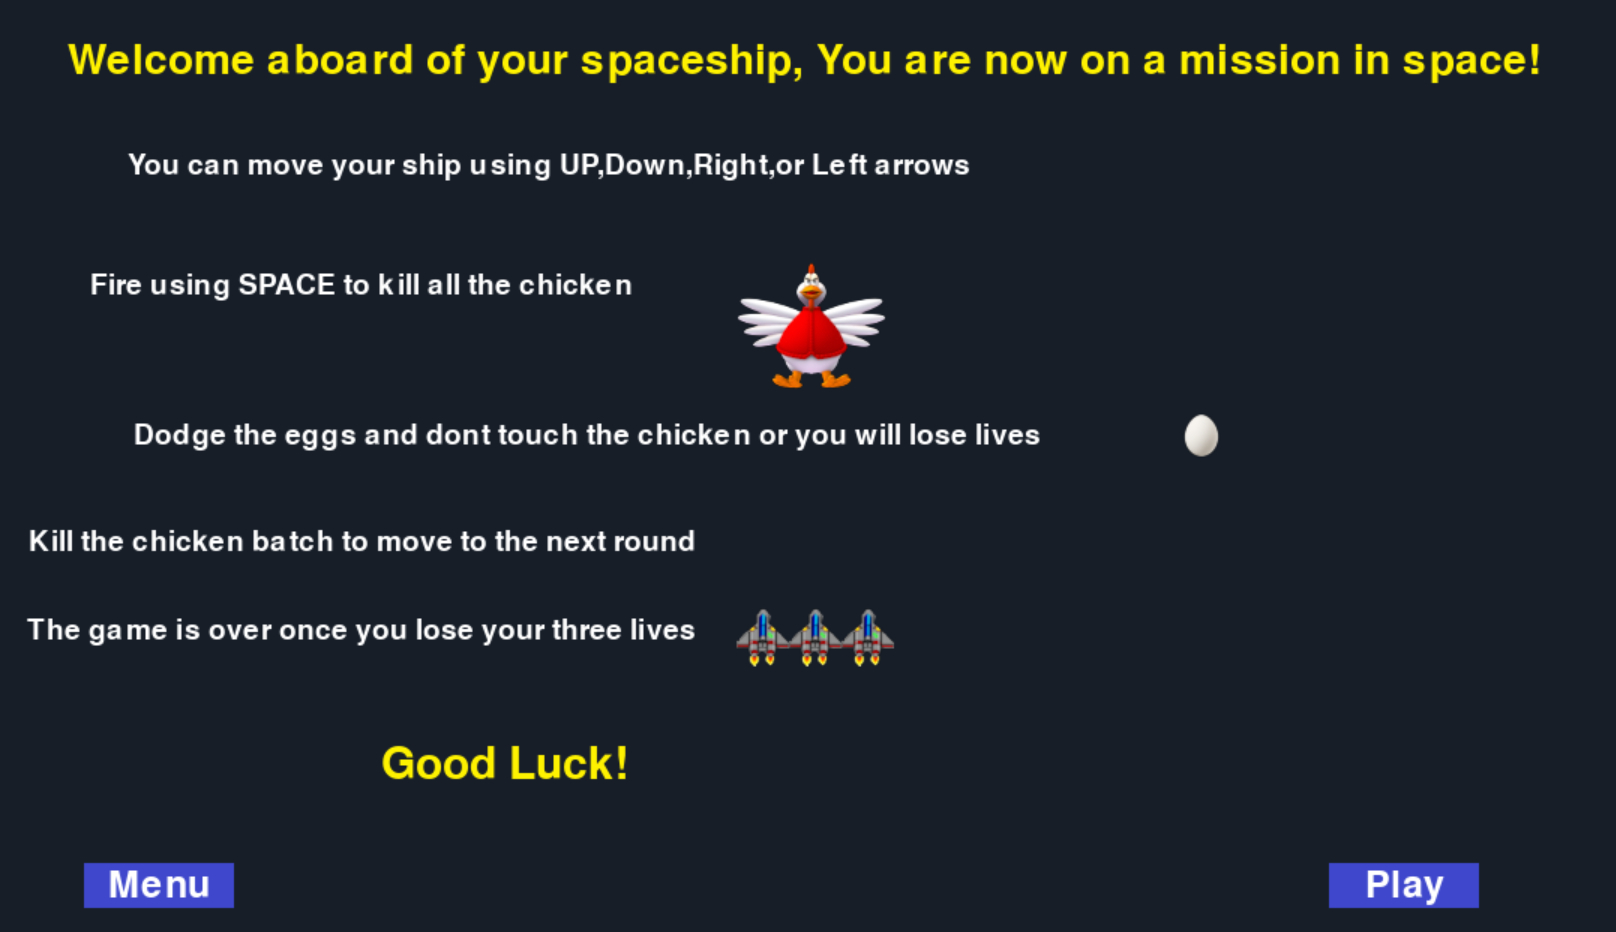 Welcome aboard of your spaceship, You are now on a mission in space!
You can move your ship using UP,Down,Right,or Left arrows
Fire using SPACE to kill all the chicken
Dodge the eggs and dont touch the chicken or you will lose lives
Kill the chicken batch to move to the next round
The game is over once you lose your three lives
Good Luck!
Menu
Play